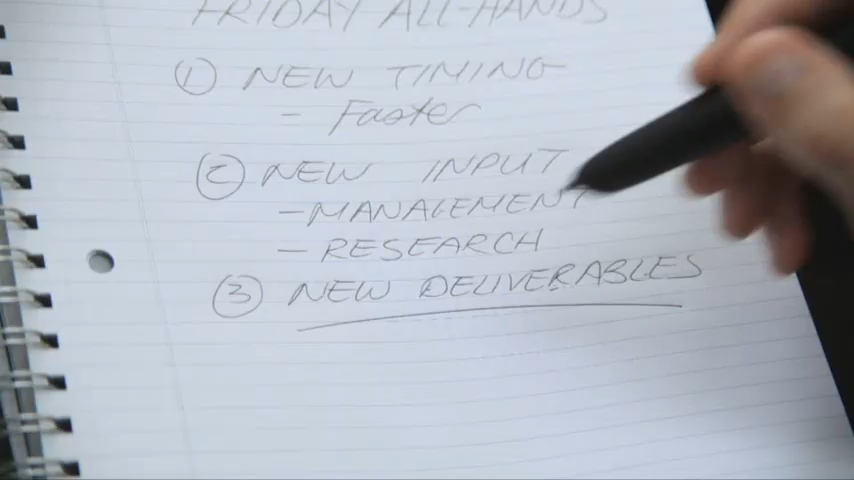 FRIDAY ALL-HANDS
① NEW TIMING
- Faster
② NEW INPUT
- MANAGEMENT
- RESEARCH
③ NEW DELIVERABLES